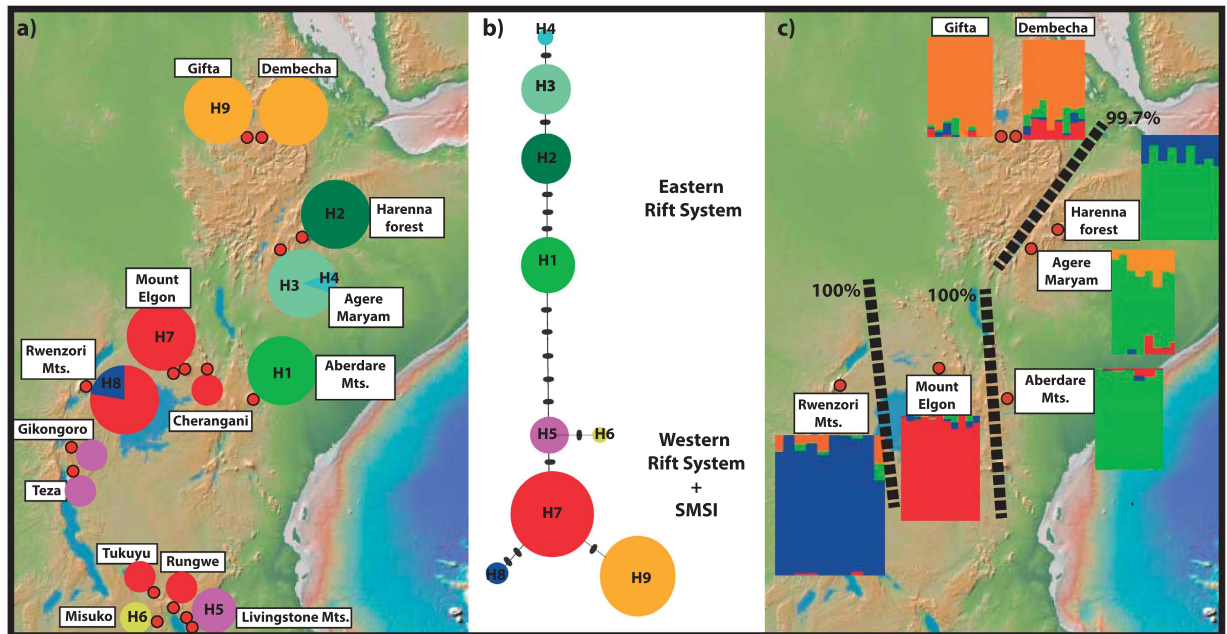 a)
Gifta
Dembecha
H9
H2
Harenna
forest
H3
H4
Agere
Maryam
Mount
Elgon
H7
Rwenzori
Mts.
H8
H1
Aberdare
Mts.
Cherangani
Gikongoro
Teza
Tukuyu
Rungwe
Misuko
H6
H5
Livingstone Mts.
b)
H4
H3
H2
Eastern
Rift System
H1
H5
H6
Western
Rift System
+
SMSI
H7
H8
H9
c)
Gifta
Dembecha
99.7%
Harenna
forest
Agere
Maryam
100%
100%
Mount
Elgon
Aberdare
Mts.
Rwenzori
Mts.